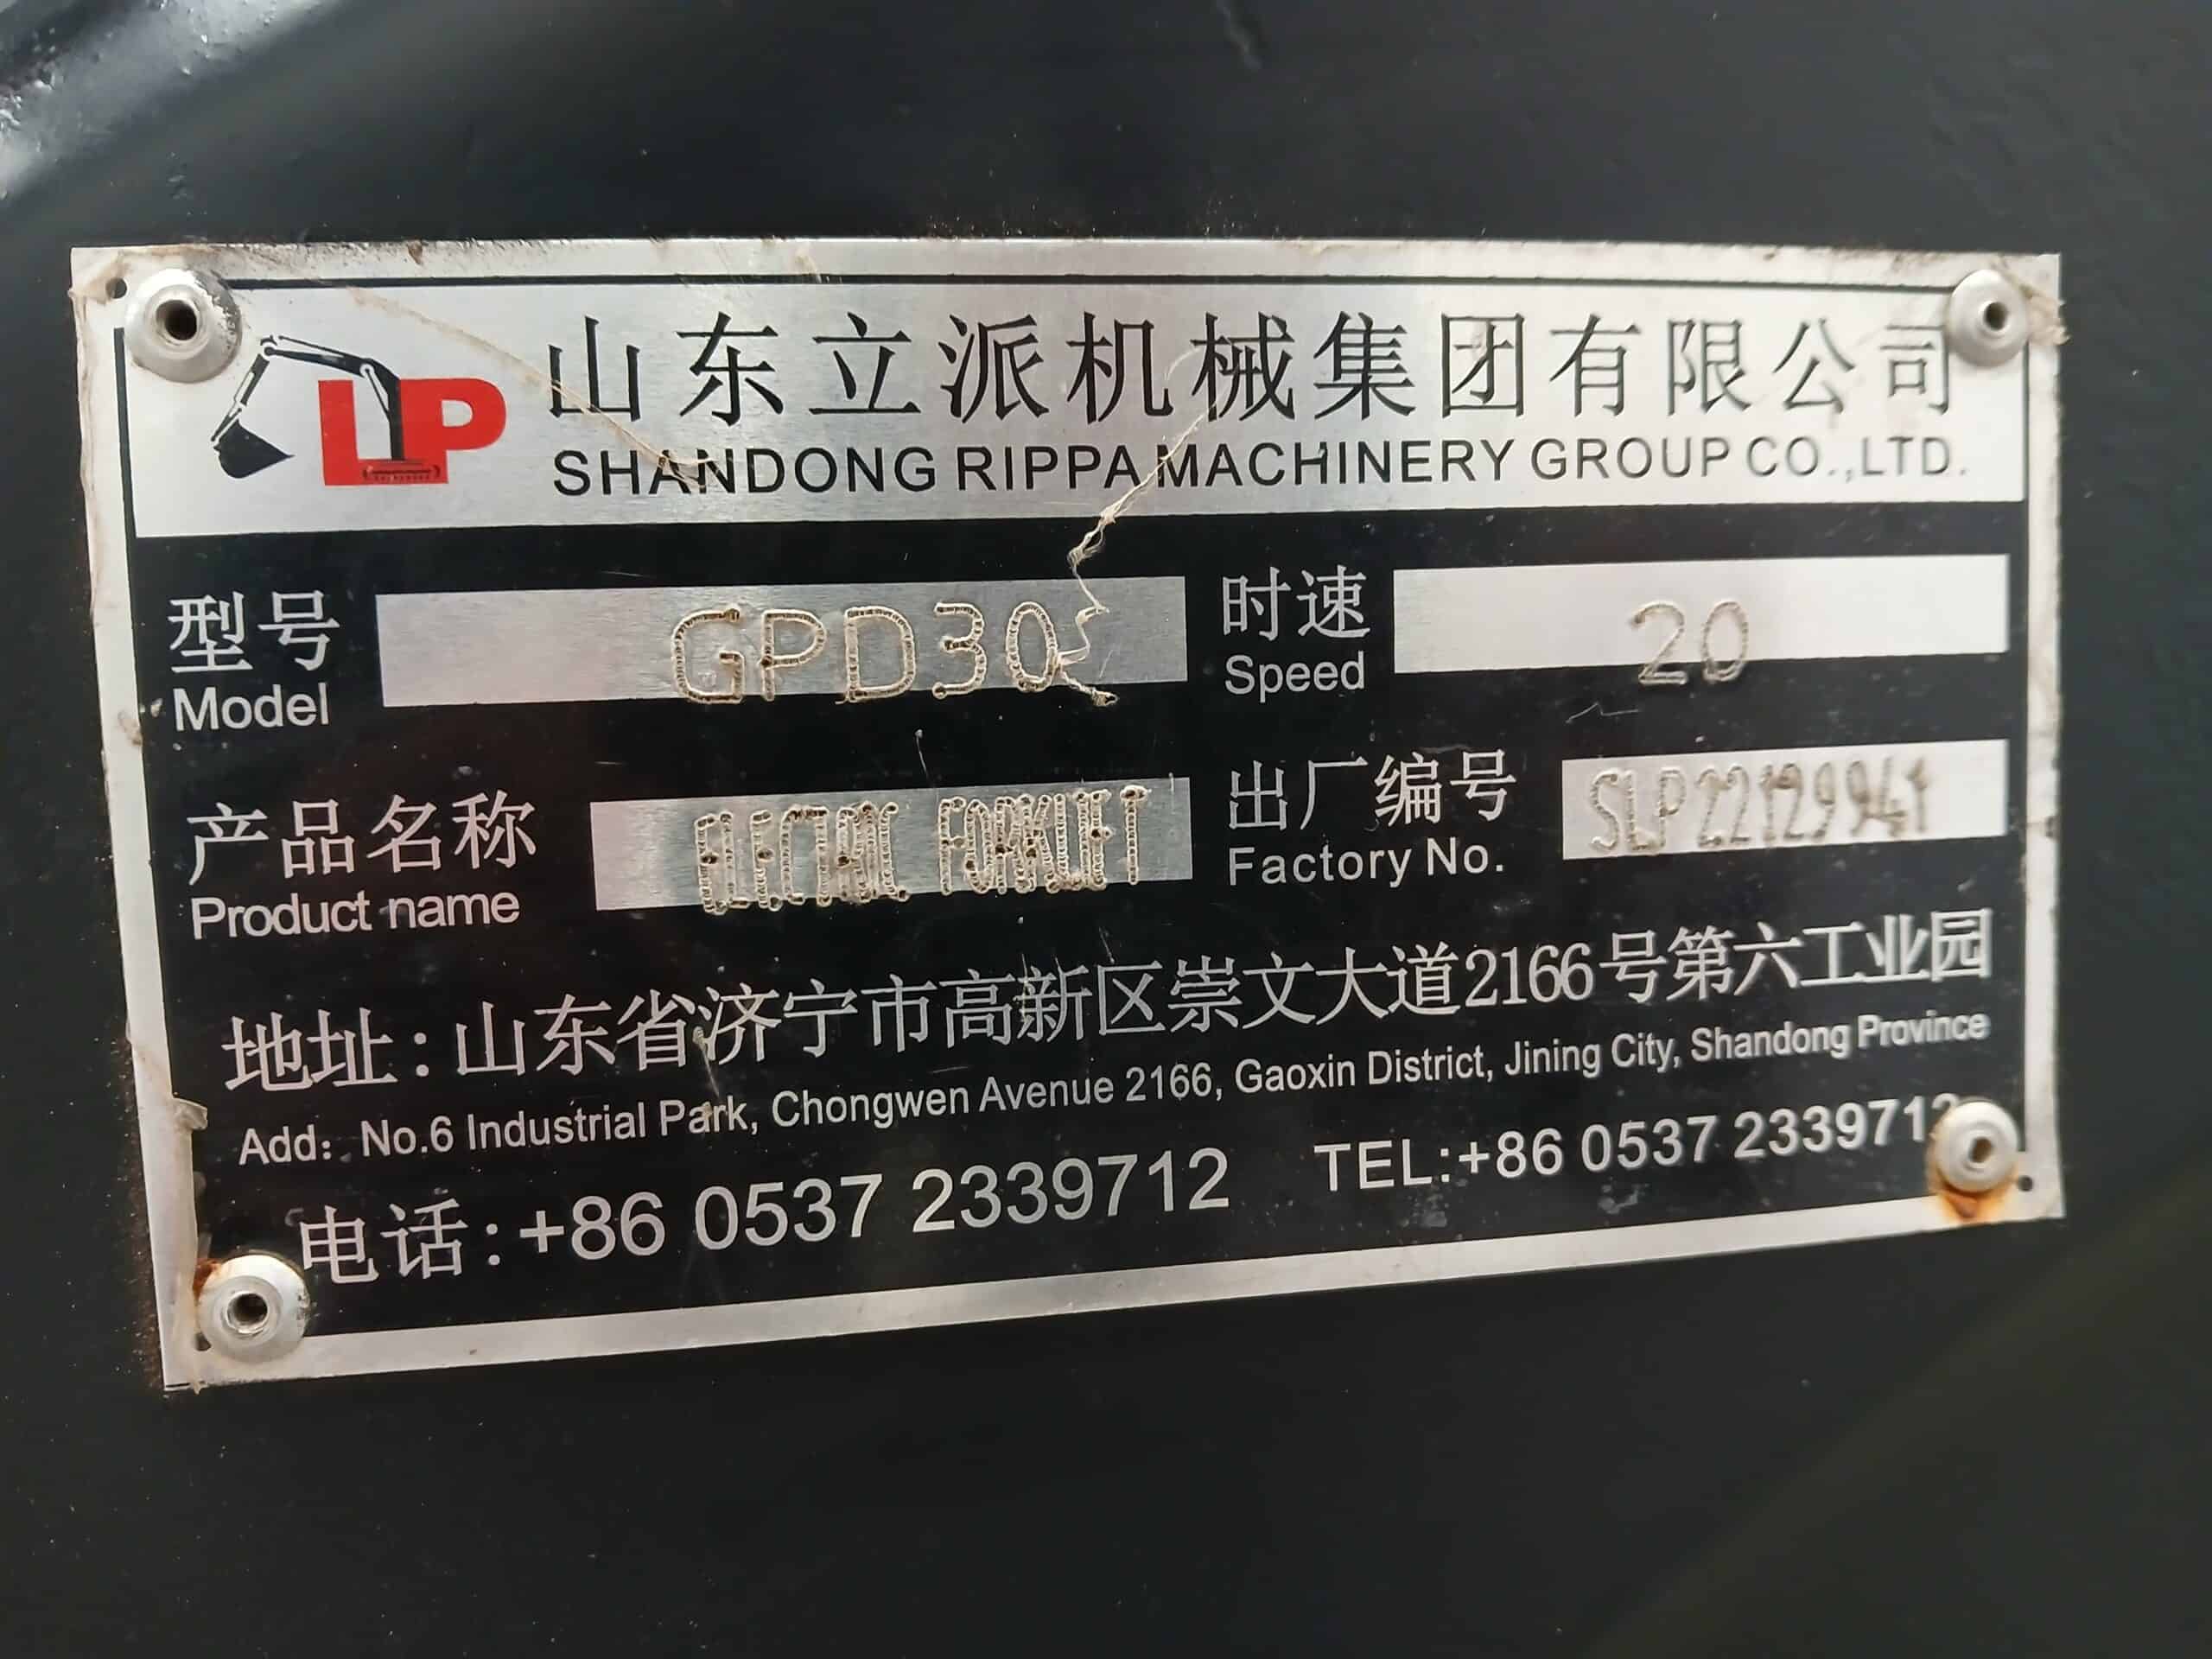 LP
山东立派机械集团有限公司
SHANDONG RIPPA MACHINERY GROUP CO.,LTD.
型号 GPD30 时速 20
Model Speed
产品名称 ELECTRIC FORKLIFT 出厂编号 SLP22129941
Product name Factory No.
地址:山东省济宁市高新区崇文大道2166号第六工业园
Add: No.6 Industrial Park, Chongwen Avenue 2166, Gaoxin District, Jining City, Shandong Province
电话:+86 0537 2339712 TEL:+86 0537 2339712